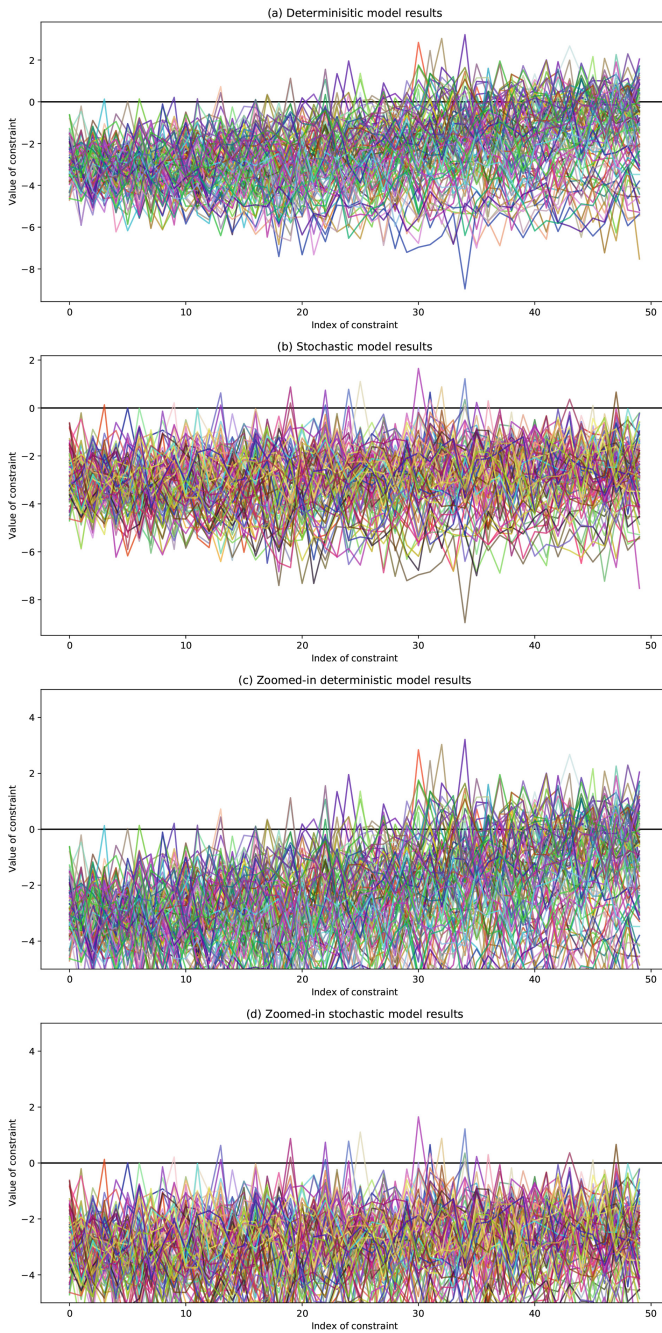 (a) Determinisitic model results
2
0
−2
−4
−6
−8
Value of constraint
0 10 20 30 40 50
Index of constraint
(b) Stochastic model results
2
0
−2
−4
−6
−8
Value of constraint
0 10 20 30 40 50
Index of constraint
(c) Zoomed-in deterministic model results
4
2
0
−2
−4
Value of constraint
0 10 20 30 40 50
Index of constraint
(d) Zoomed-in stochastic model results
4
2
0
−2
−4
Value of constraint
0 10 20 30 40 50
Index of constraint